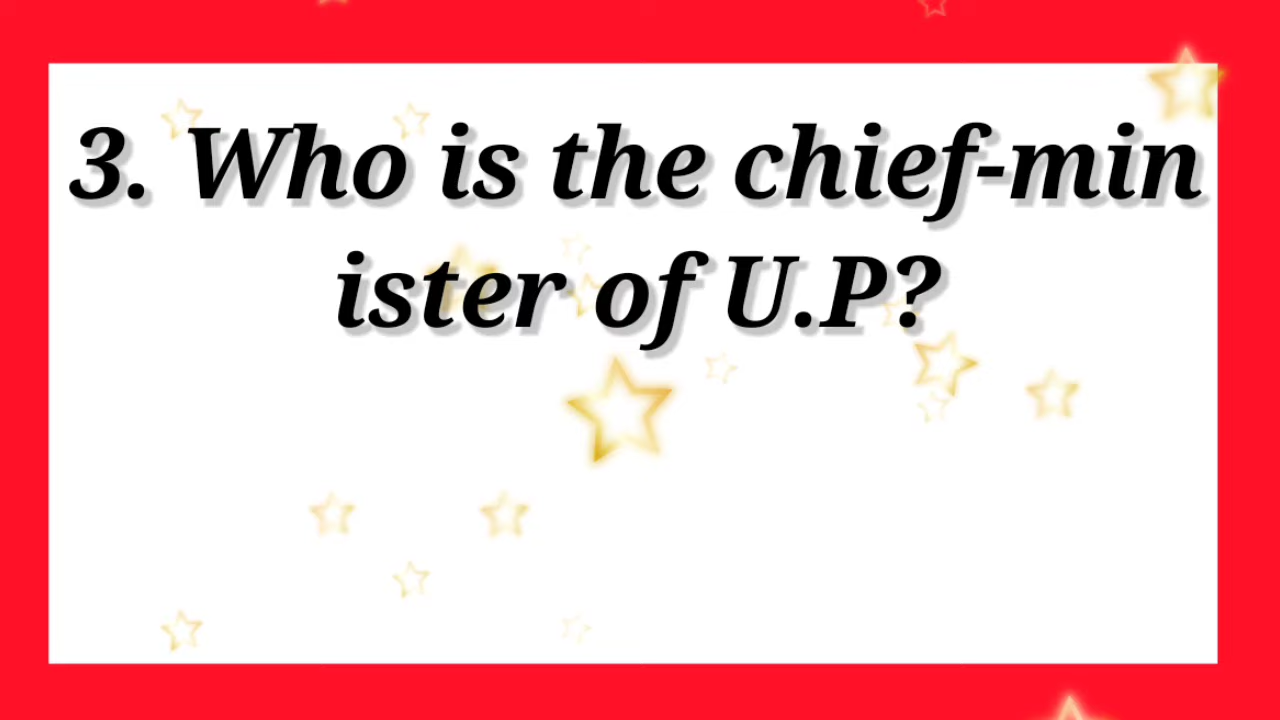 3. Who is the chief-min
ister of U.P?